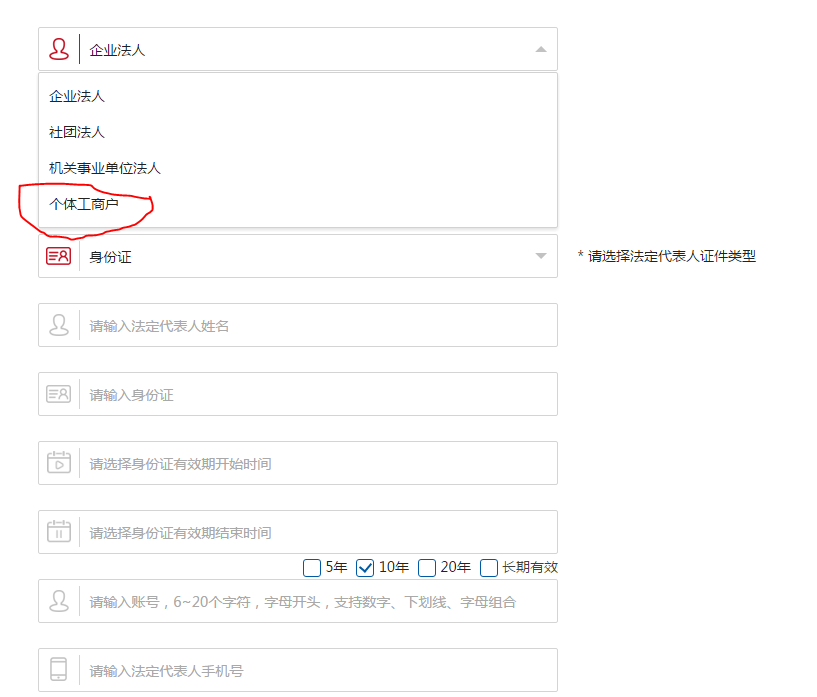 企业法人
企业法人
社团法人
机关事业单位法人
个体工商户
身份证
* 请选择法定代表人证件类型
请输入法定代表人姓名
请输入身份证
请选择身份证有效期开始时间
请选择身份证有效期结束时间
5年 10年 20年 长期有效
请输入账号，6~20个字符，字母开头，支持数字、下划线、字母组合
请输入法定代表人手机号